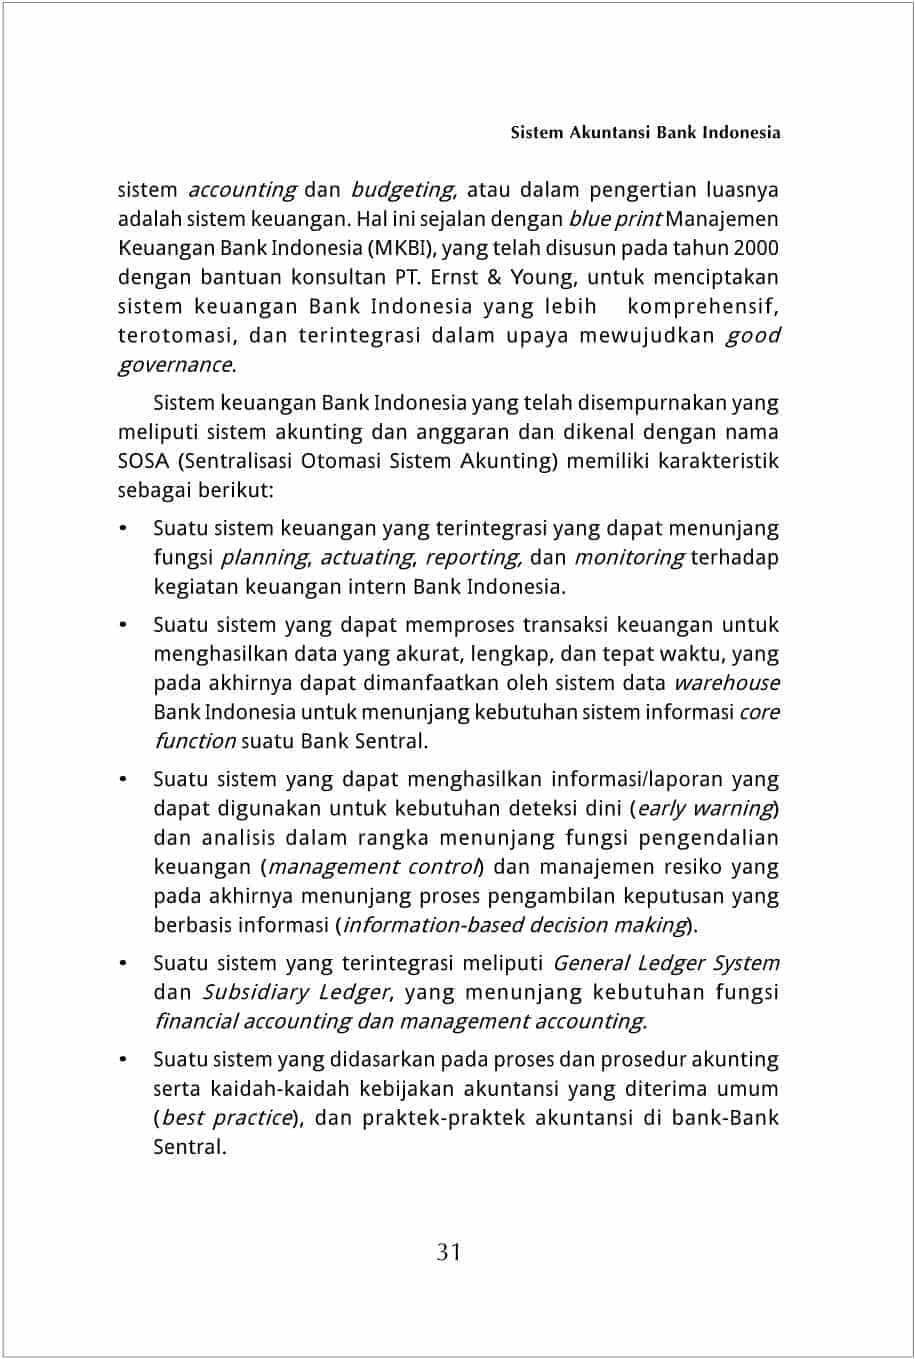 Sistem Akuntansi Bank Indonesia
sistem accounting dan budgeting, atau dalam pengertian luasnya
adalah sistem keuangan. Hal ini sejalan dengan blue print Manajemen
Keuangan Bank Indonesia (MKBI), yang telah disusun pada tahun 2000
dengan bantuan konsultan PT. Ernst & Young, untuk menciptakan
sistem keuangan Bank Indonesia yang lebih komprehensif,
terotomasi, dan terintegrasi dalam upaya mewujudkan good
governance.
Sistem keuangan Bank Indonesia yang telah disempurnakan yang
meliputi sistem akunting dan anggaran dan dikenal dengan nama
SOSA (Sentralisasi Otomasi Sistem Akunting) memiliki karakteristik
sebagai berikut:
• Suatu sistem keuangan yang terintegrasi yang dapat menunjang
fungsi planning, actuating, reporting, dan monitoring terhadap
kegiatan keuangan intern Bank Indonesia.
• Suatu sistem yang dapat memproses transaksi keuangan untuk
menghasilkan data yang akurat, lengkap, dan tepat waktu, yang
pada akhirnya dapat dimanfaatkan oleh sistem data warehouse
Bank Indonesia untuk menunjang kebutuhan sistem informasi core
function suatu Bank Sentral.
• Suatu sistem yang dapat menghasilkan informasi/laporan yang
dapat digunakan untuk kebutuhan deteksi dini (early warning)
dan analisis dalam rangka menunjang fungsi pengendalian
keuangan (management control) dan manajemen resiko yang
pada akhirnya menunjang proses pengambilan keputusan yang
berbasis informasi (information-based decision making).
• Suatu sistem yang terintegrasi meliputi General Ledger System
dan Subsidiary Ledger, yang menunjang kebutuhan fungsi
financial accounting dan management accounting.
• Suatu sistem yang didasarkan pada proses dan prosedur akunting
serta kaidah-kaidah kebijakan akuntansi yang diterima umum
(best practice), dan praktek-praktek akuntansi di bank-Bank
Sentral.
31